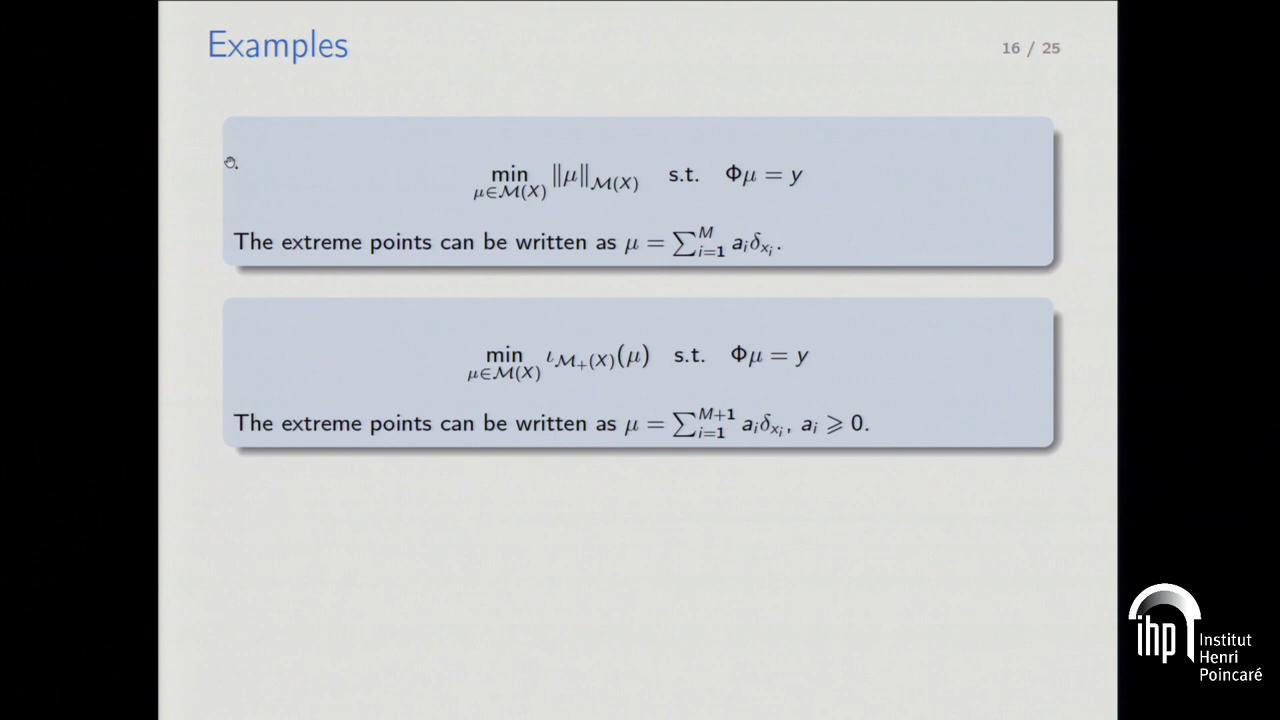 Examples
16 / 25
min_{μ∈ℳ(X)} ‖μ‖_{ℳ(X)} s.t. Φμ = y
The extreme points can be written as μ = ∑_{i=1}^{M} a_i δ_{x_i}.
min_{μ∈ℳ(X)} ι_{ℳ₊(X)}(μ) s.t. Φμ = y
The extreme points can be written as μ = ∑_{i=1}^{M+1} a_i δ_{x_i}, a_i ⩾ 0.
ihp Institut
Henri
Poincaré